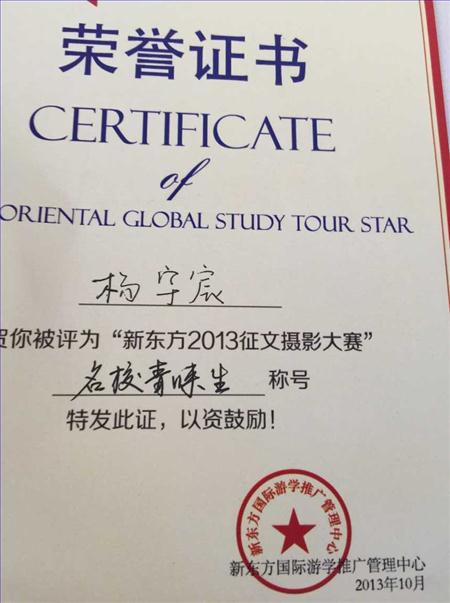 荣誉证书
CERTIFICATE
of
ORIENTAL GLOBAL STUDY TOUR STAR
杨宇宸
贺你被评为“新东方2013征文摄影大赛”
名校青睐生 称号
特发此证，以资鼓励！
新东方国际游学推广管理中心
新东方国际游学推广管理中心
2013年10月